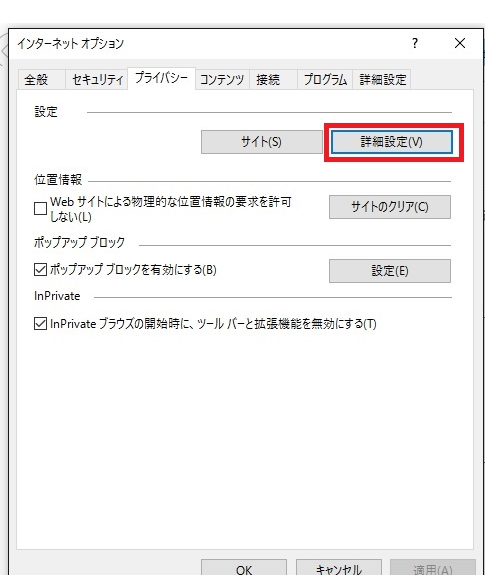 インターネット オプション ?
全般 セキュリティ プライバシー コンテンツ 接続 プログラム 詳細設定
設定
サイト(S) 詳細設定(V)
位置情報
Web サイトによる物理的な位置情報の要求を許可
しない(L)
サイトのクリア(C)
ポップアップ ブロック
ポップアップ ブロックを有効にする(B) 設定(E)
InPrivate
InPrivate ブラウズの開始時に、ツール バーと拡張機能を無効にする(T)
OK キャンセル 適用(A)